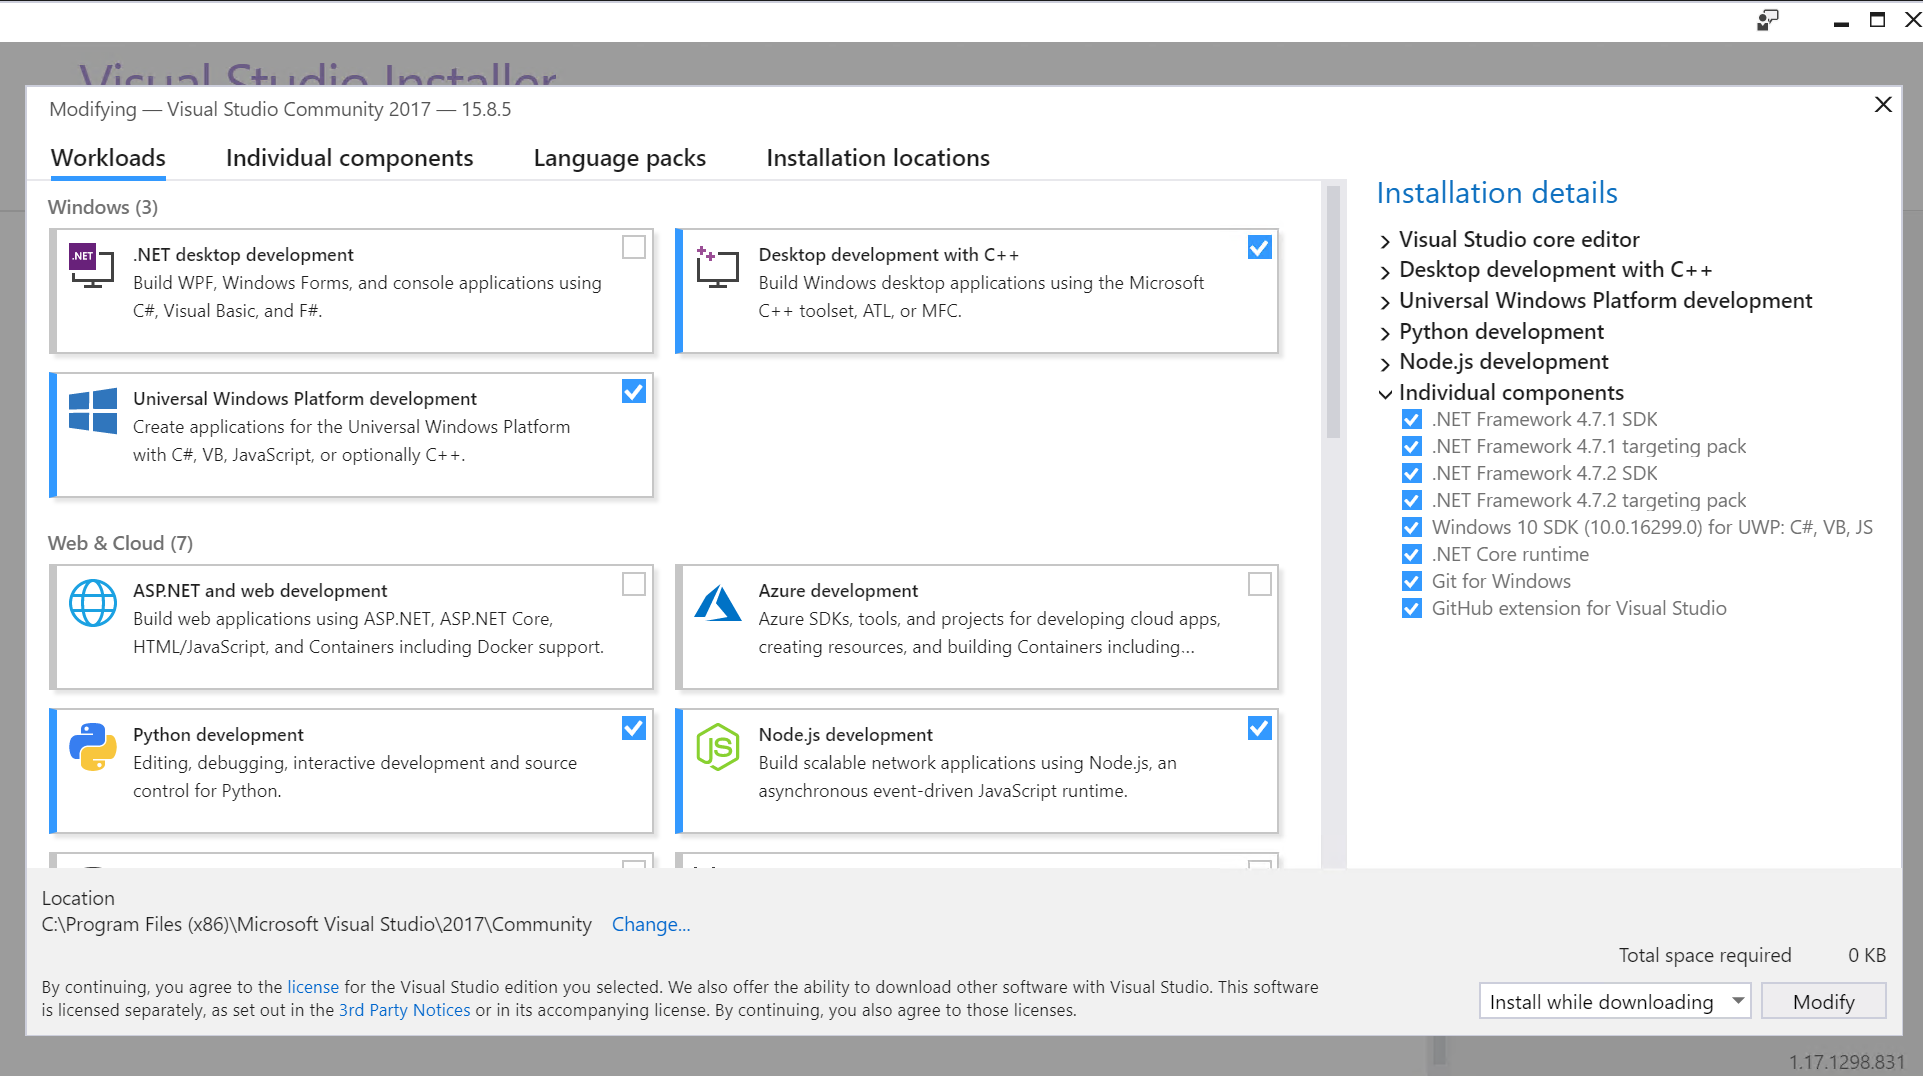 Visual Studio Installer
Modifying — Visual Studio Community 2017 — 15.8.5
Workloads
Individual components
Language packs
Installation locations
Windows (3)
.NET
.NET desktop development
Build WPF, Windows Forms, and console applications using
C#, Visual Basic, and F#.
Desktop development with C++
Build Windows desktop applications using the Microsoft
C++ toolset, ATL, or MFC.
Universal Windows Platform development
Create applications for the Universal Windows Platform
with C#, VB, JavaScript, or optionally C++.
Web & Cloud (7)
ASP.NET and web development
Build web applications using ASP.NET, ASP.NET Core,
HTML/JavaScript, and Containers including Docker support.
Azure development
Azure SDKs, tools, and projects for developing cloud apps,
creating resources, and building Containers including...
Python development
Editing, debugging, interactive development and source
control for Python.
JS
Node.js development
Build scalable network applications using Node.js, an
asynchronous event-driven JavaScript runtime.
Installation details
Visual Studio core editor
Desktop development with C++
Universal Windows Platform development
Python development
Node.js development
Individual components
.NET Framework 4.7.1 SDK
.NET Framework 4.7.1 targeting pack
.NET Framework 4.7.2 SDK
.NET Framework 4.7.2 targeting pack
Windows 10 SDK (10.0.16299.0) for UWP: C#, VB, JS
.NET Core runtime
Git for Windows
GitHub extension for Visual Studio
Location
C:\Program Files (x86)\Microsoft Visual Studio\2017\Community
Change...
Total space required 0 KB
By continuing, you agree to the license for the Visual Studio edition you selected. We also offer the ability to download other software with Visual Studio. This software
is licensed separately, as set out in the 3rd Party Notices or in its accompanying license. By continuing, you also agree to those licenses.
Install while downloading
Modify
1.17.1298.831